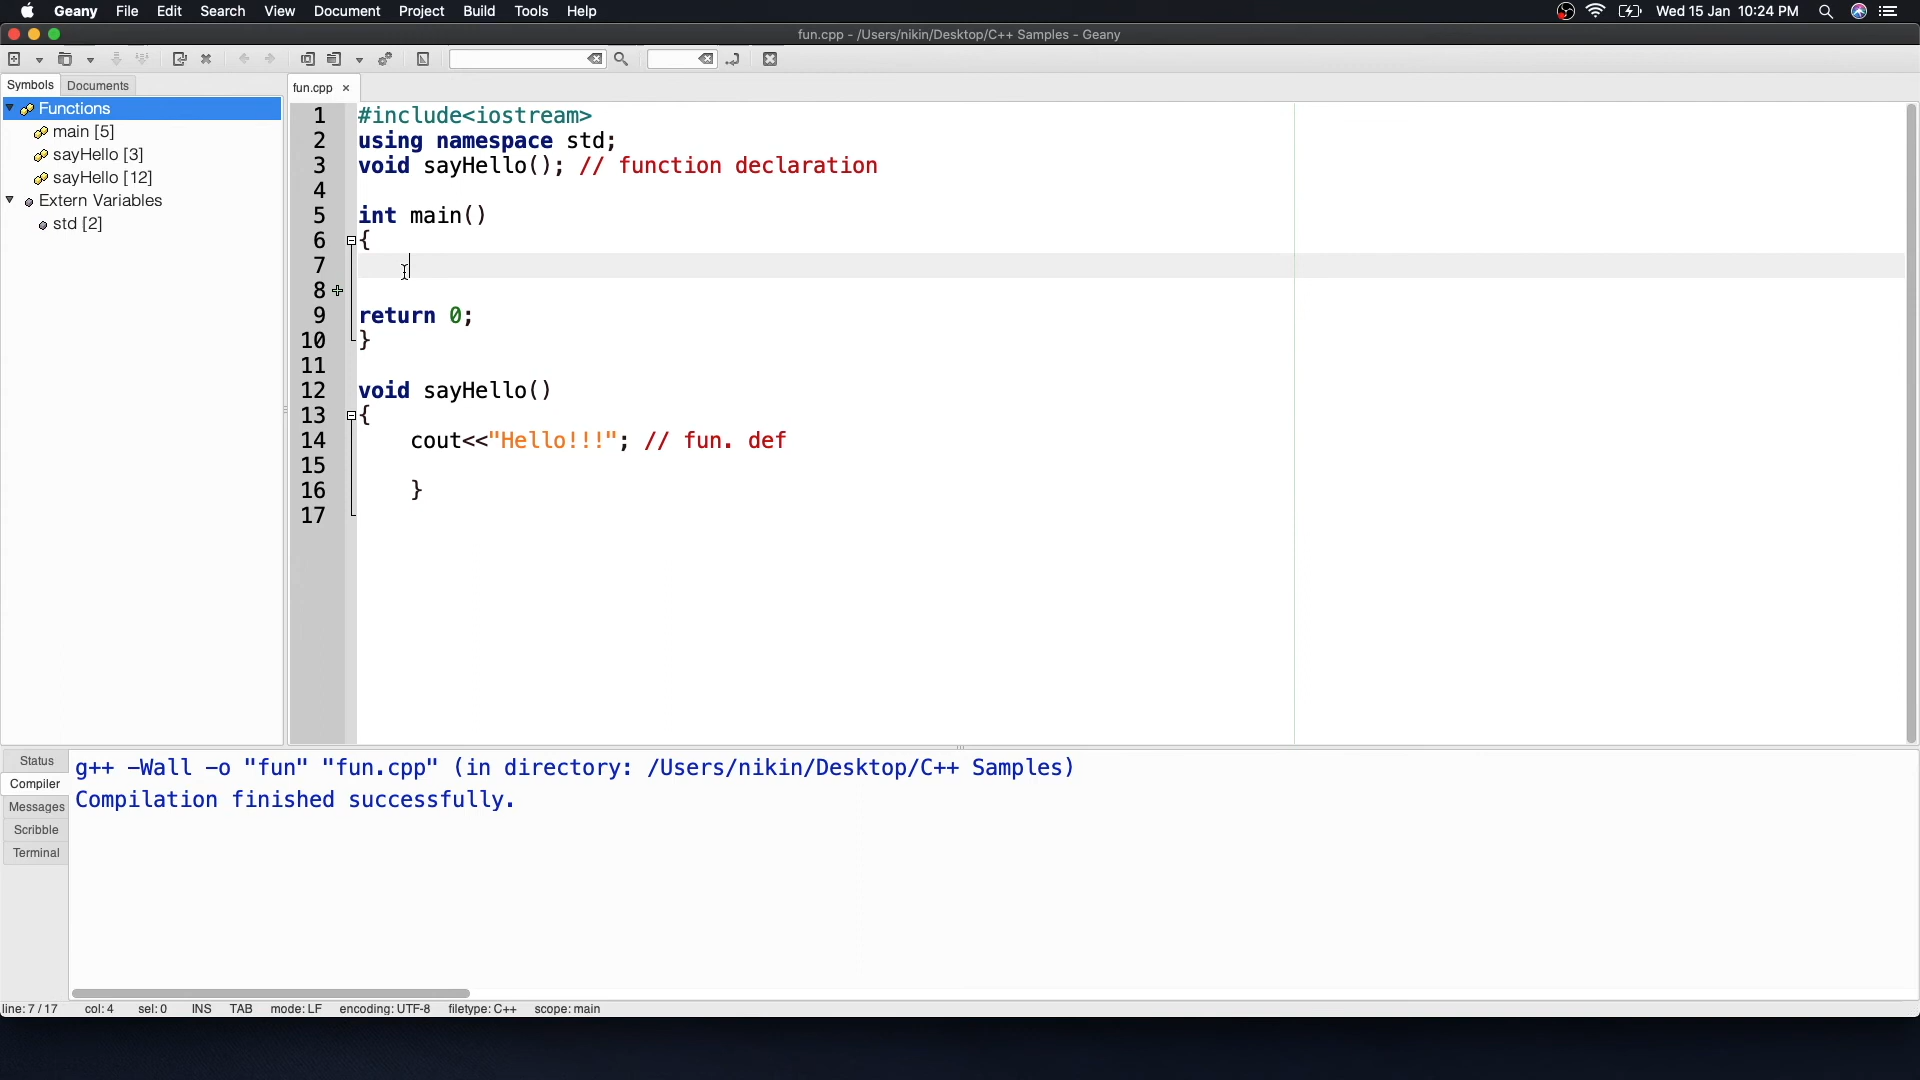 Geany File Edit Search View Document Project Build Tools Help Wed 15 Jan 10:24 PM
fun.cpp - /Users/nikin/Desktop/C++ Samples - Geany
Symbols Documents
Functions
main [5]
sayHello [3]
sayHello [12]
Extern Variables
std [2]
fun.cpp
1 #include<iostream>
2 using namespace std;
3 void sayHello(); // function declaration
4
5 int main()
6 {
7
8
9 return 0;
10 }
11
12 void sayHello()
13 {
14 cout<<"Hello!!!"; // fun. def
15
16 }
17
Status
Compiler
Messages
Scribble
Terminal
g++ -Wall -o "fun" "fun.cpp" (in directory: /Users/nikin/Desktop/C++ Samples)
Compilation finished successfully.
line: 7 / 17 col: 4 sel: 0 INS TAB mode: LF encoding: UTF-8 filetype: C++ scope: main